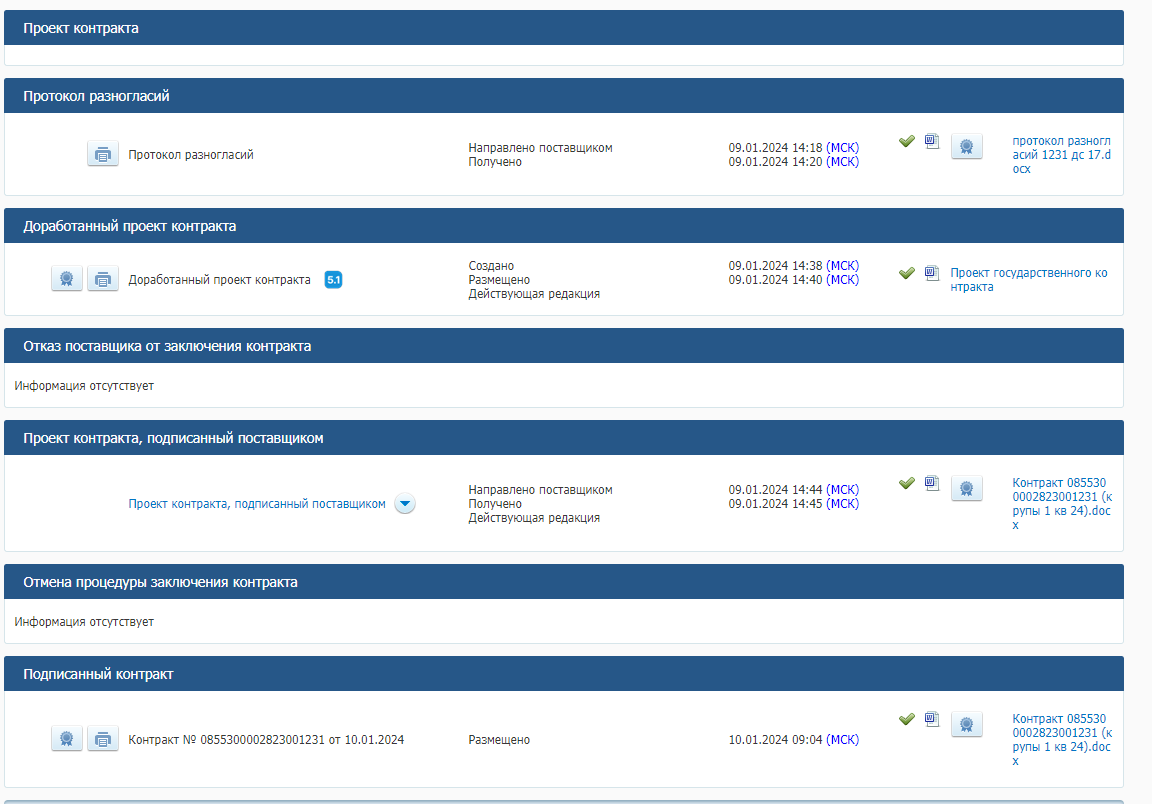 Проект контракта
Протокол разногласий
Протокол разногласий
Направлено поставщиком
Получено
09.01.2024 14:18 (МСК)
09.01.2024 14:20 (МСК)
протокол разногл
асий 1231 дс 17.d
ocx
Доработанный проект контракта
Доработанный проект контракта 5.1
Создано
Размещено
Действующая редакция
09.01.2024 14:38 (МСК)
09.01.2024 14:40 (МСК)
Проект государственного ко
нтракта
Отказ поставщика от заключения контракта
Информация отсутствует
Проект контракта, подписанный поставщиком
Проект контракта, подписанный поставщиком
Направлено поставщиком
Получено
Действующая редакция
09.01.2024 14:44 (МСК)
09.01.2024 14:45 (МСК)
Контракт 085530
0002823001231 (к
рупы 1 кв 24).doc
x
Отмена процедуры заключения контракта
Информация отсутствует
Подписанный контракт
Контракт № 0855300002823001231 от 10.01.2024
Размещено
10.01.2024 09:04 (МСК)
Контракт 085530
0002823001231 (к
рупы 1 кв 24).doc
x